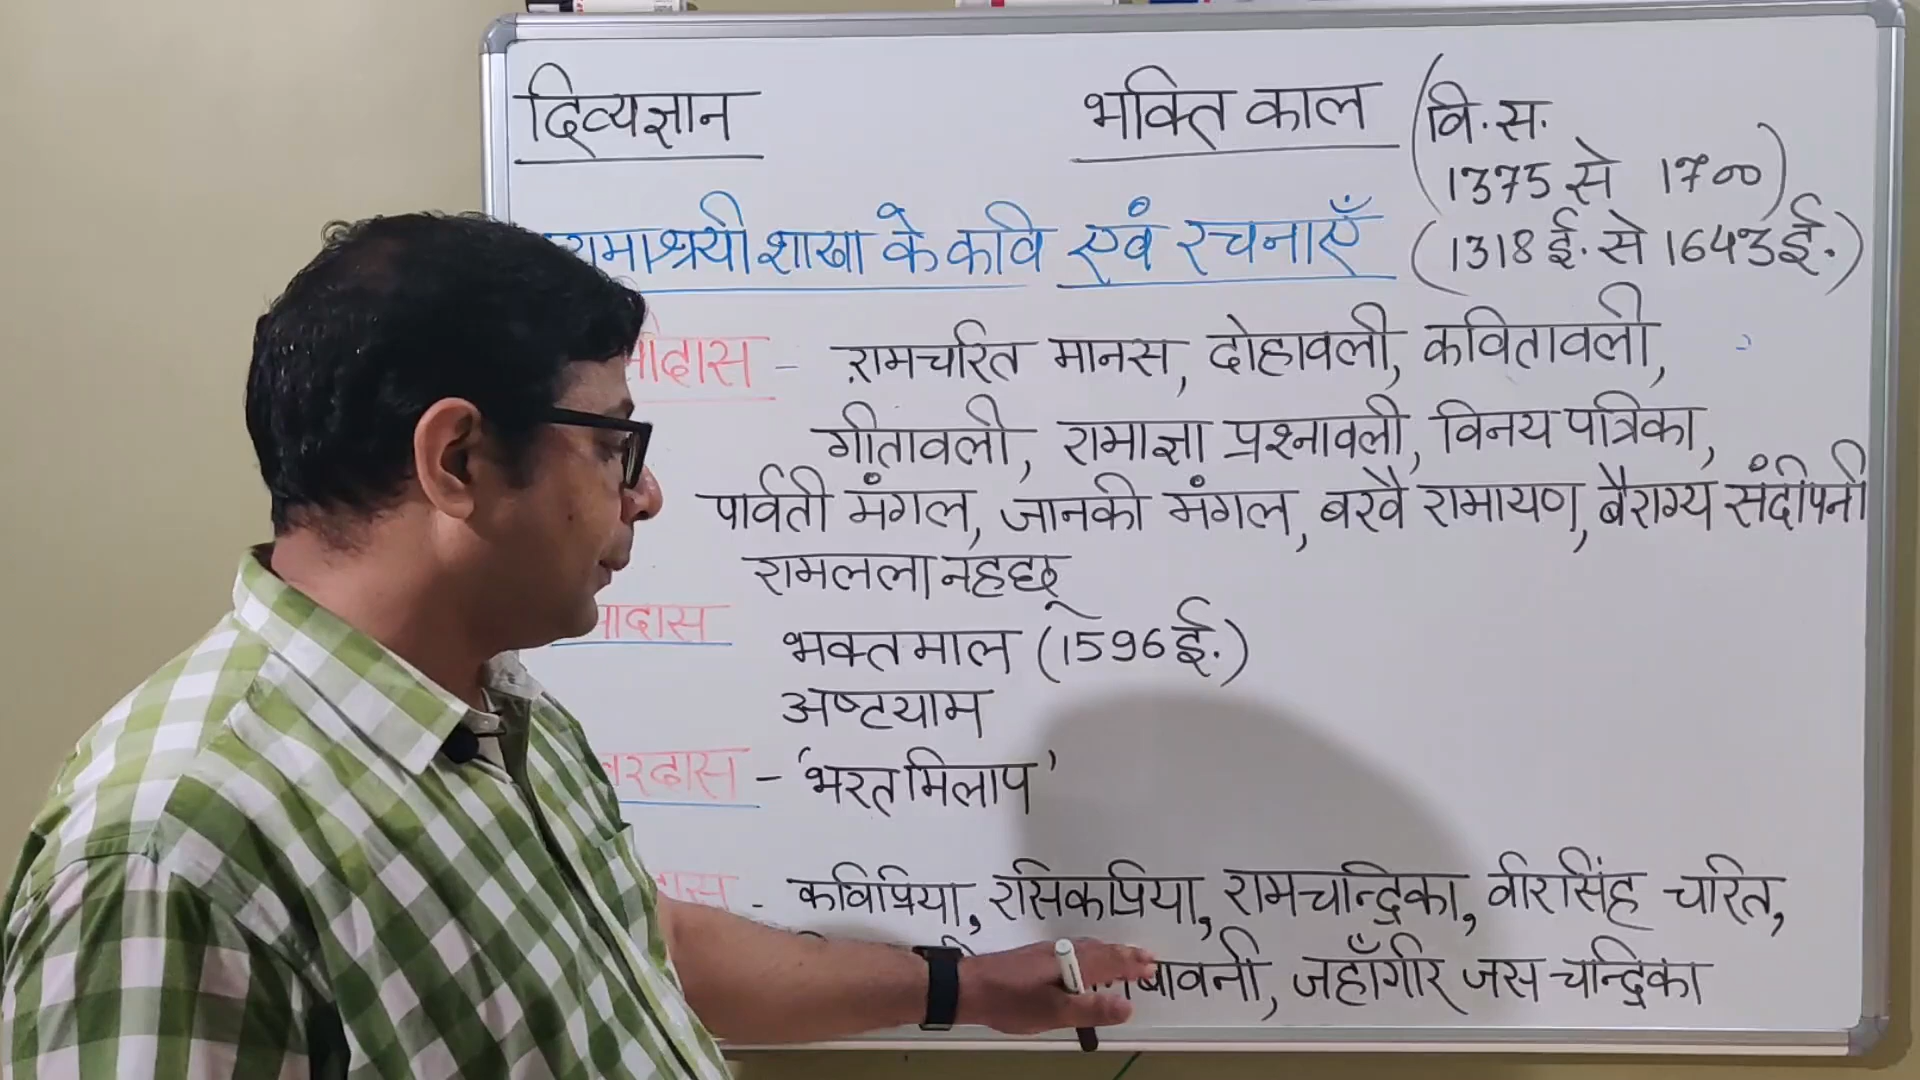 दिव्यज्ञान
भक्ति काल
(वि.स.
1375 से 1700)
शाखा के कवि एवं रचनाएँ
(1318 ई. से 1643 ई.)
- रामचरित मानस, दोहावली, कवितावली,
गीतावली, रामाज्ञा प्रश्नावली, विनय पत्रिका,
पार्वती मंगल, जानकी मंगल, बरवै रामायण, बैराग्य संदीपनी
रामलला नहछू
भक्तमाल (1596 ई.)
अष्टयाम
- 'भरत मिलाप'
- कविप्रिया, रसिकप्रिया, रामचन्द्रिका, वीरसिंह चरित,
बावनी, जहाँगीर जस चन्द्रिका